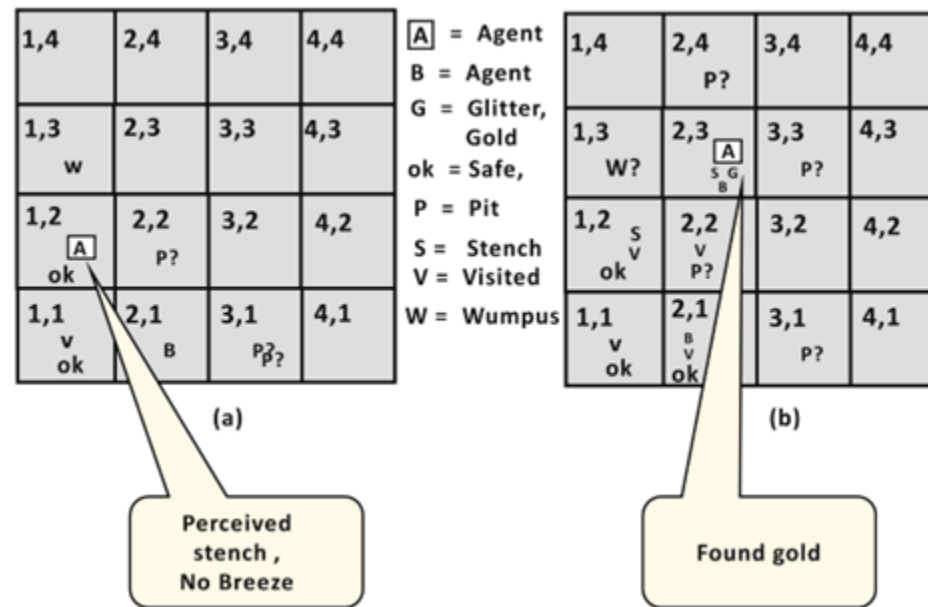 1,4 2,4 3,4 4,4
1,3 2,3 3,3 4,3
W
1,2 2,2 3,2 4,2
A
P?
ok
1,1 2,1 3,1 4,1
v B P? P?
ok
(a)
Perceived
stench ,
No Breeze
A = Agent
B = Agent
G = Glitter,
Gold
ok = Safe,
P = Pit
S = Stench
V = Visited
W = Wumpus
1,4 2,4 3,4 4,4
P?
1,3 2,3 3,3 4,3
A
W? S G P?
B
1,2 2,2 3,2 4,2
S
V V
ok P?
1,1 2,1 3,1 4,1
v B P?
V
ok ok
(b)
Found gold